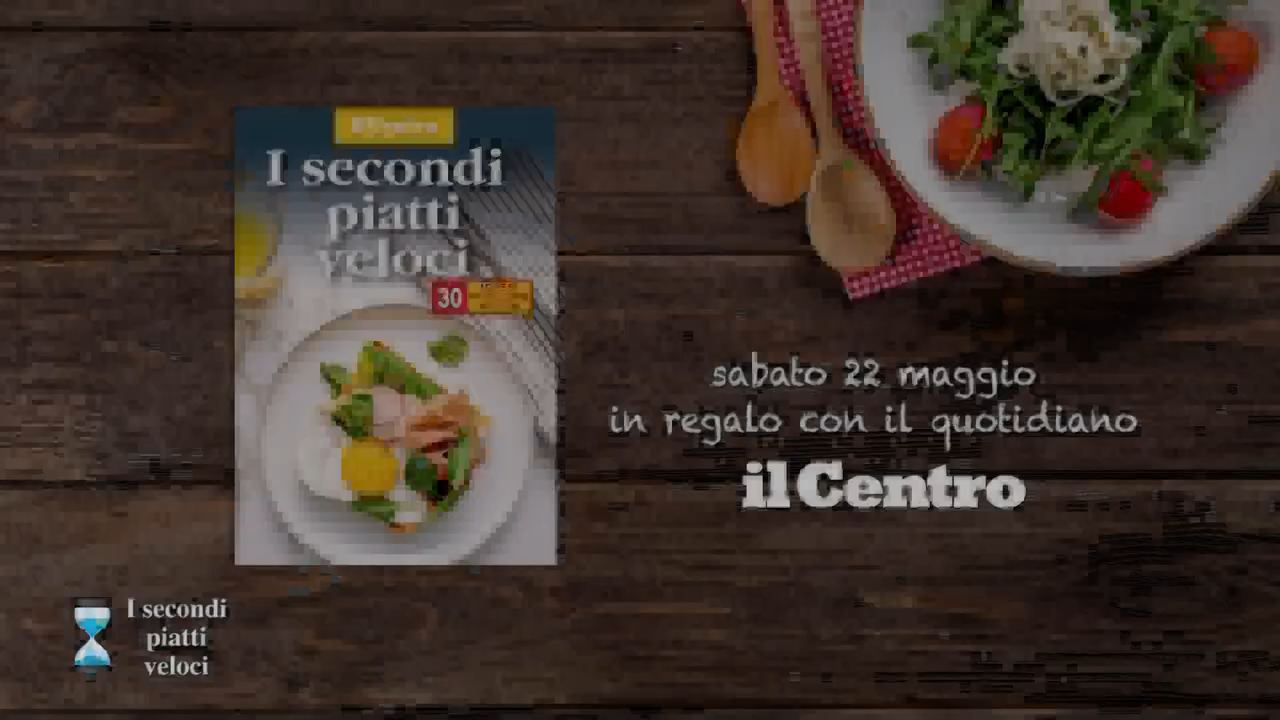 I secondi
piatti
veloci
30
sabato 22 maggio
in regalo con il quotidiano
il Centro
I secondi
piatti
veloci